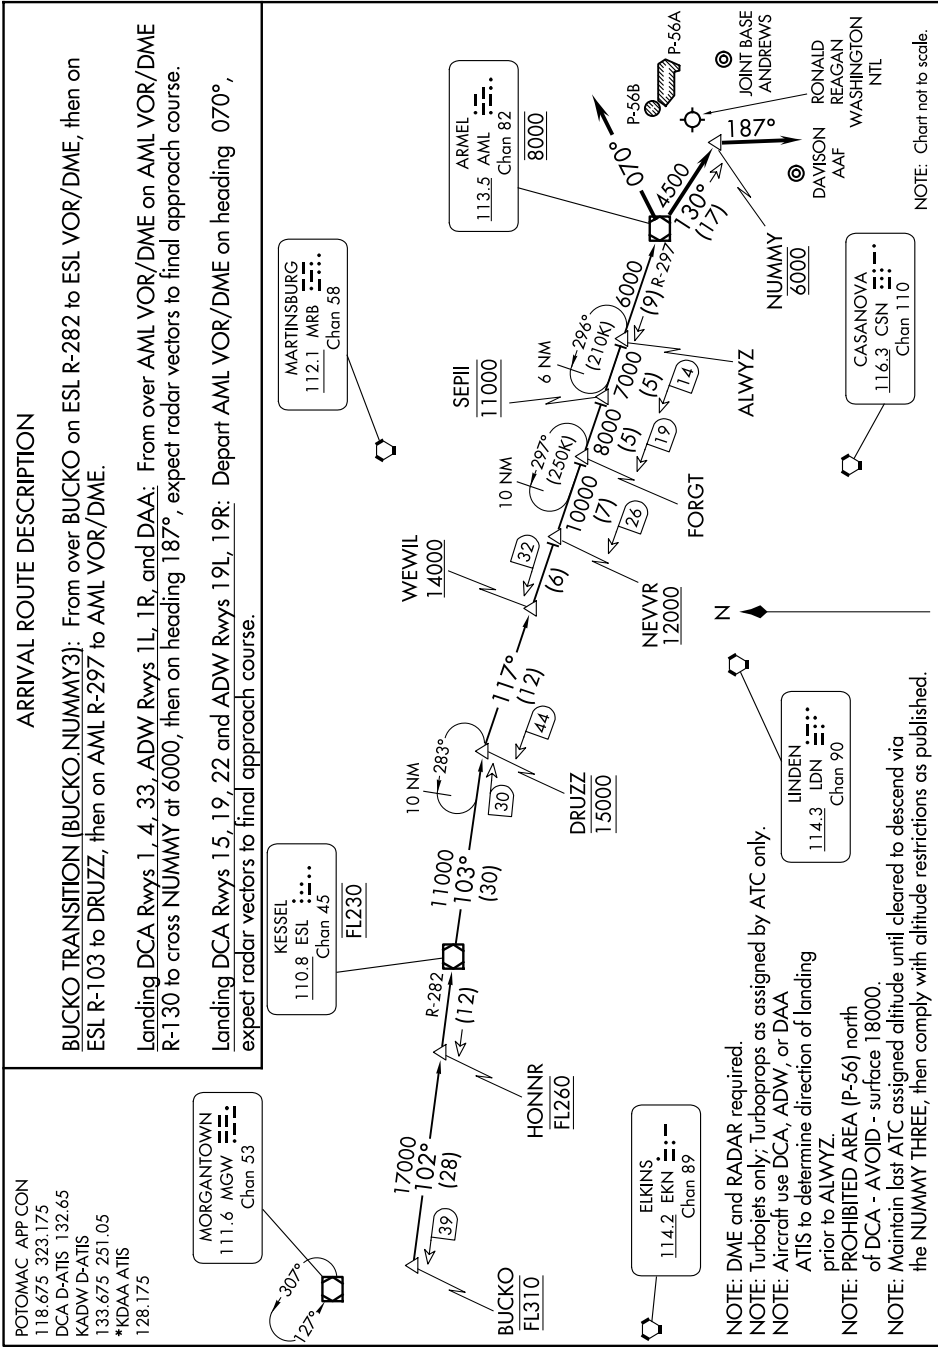 POTOMAC APP CON
118.675 323.175
DCA D-ATIS 132.65
KADW D-ATIS
133.675 251.05
*KDAA ATIS
128.175
ARRIVAL ROUTE DESCRIPTION
BUCKO TRANSITION (BUCKO.NUMMY3): From over BUCKO on ESL R-282 to ESL VOR/DME, then on
ESL R-103 to DRUZZ, then on AML R-297 to AML VOR/DME.
Landing DCA Rwys 1, 4, 33, ADW Rwys 1L, 1R, and DAA: From over AML VOR/DME on AML VOR/DME
R-130 to cross NUMMY at 6000, then on heading 187°, expect radar vectors to final approach course.
Landing DCA Rwys 15, 19, 22 and ADW Rwys 19L, 19R: Depart AML VOR/DME on heading 070°,
expect radar vectors to final approach course.
MORGANTOWN
111.6 MGW
Chan 53
307°
127°
KESSEL
110.8 ESL
Chan 45
FL230
MARTINSBURG
112.1 MRB
Chan 58
ARMEL
113.5 AML
Chan 82
8000
BUCKO
FL310
39
17000
102°
(28)
HONNR
FL260
R-282
(12)
11000
103°
(30)
10 NM
283°
30
DRUZZ
15000
44
117°
(12)
WEWIL
14000
32
(6)
NEVVR
12000
26
10000
(7)
10 NM
297°
(250K)
FORGT
19
8000
(5)
SEPII
11000
14
7000
(5)
6 NM
296°
(210K)
ALWYZ
6000
(9)
R-297
070°
4500
130°
(17)
NUMMY
6000
187°
P-56B
P-56A
JOINT BASE
ANDREWS
RONALD
REAGAN
WASHINGTON
NTL
DAVISON
AAF
ELKINS
114.2 EKN
Chan 89
LINDEN
114.3 LDN
Chan 90
CASANOVA
116.3 CSN
Chan 110
N
NOTE: DME and RADAR required.
NOTE: Turbojets only; Turboprops as assigned by ATC only.
NOTE: Aircraft use DCA, ADW, or DAA
ATIS to determine direction of landing
prior to ALWYZ.
NOTE: PROHIBITED AREA (P-56) north
of DCA - AVOID - surface 18000.
NOTE: Maintain last ATC assigned altitude until cleared to descend via
the NUMMY THREE, then comply with altitude restrictions as published.
NOTE: Chart not to scale.